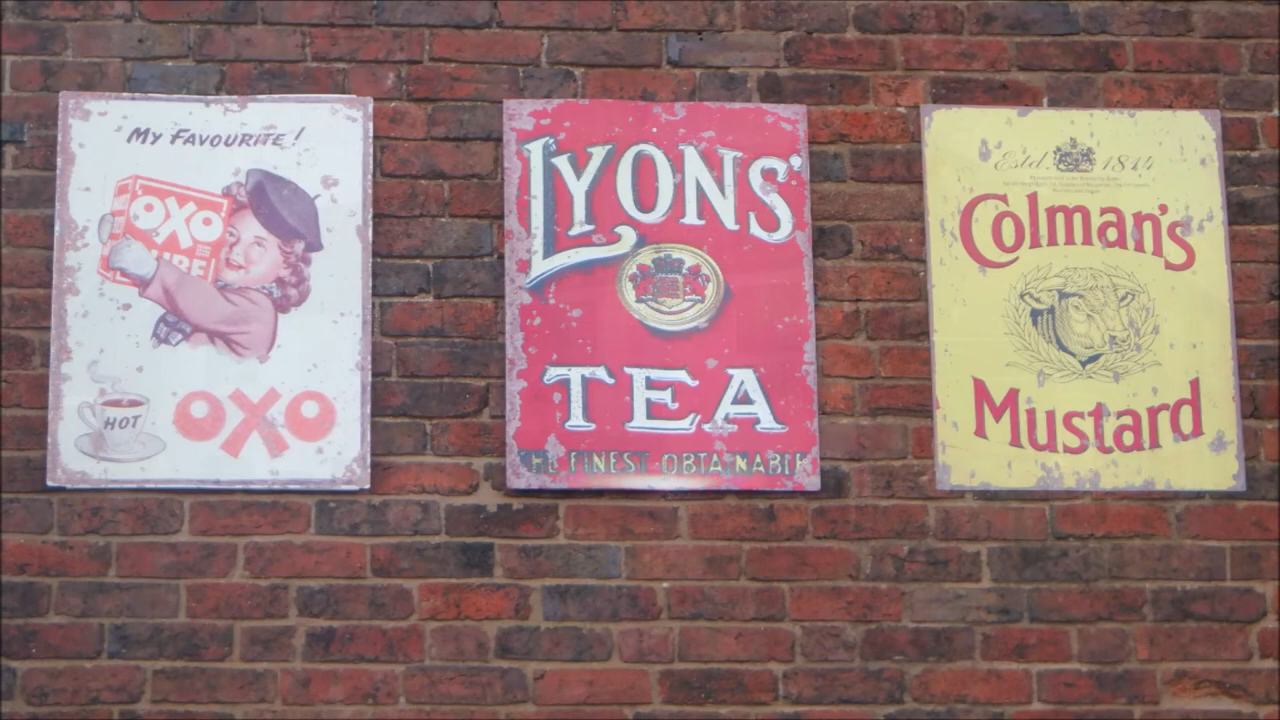 My Favourite!
OXO
HOT
OXO
LYONS'
TEA
THE FINEST OBTAINABLE
Estd. 1814
Colman's
Mustard